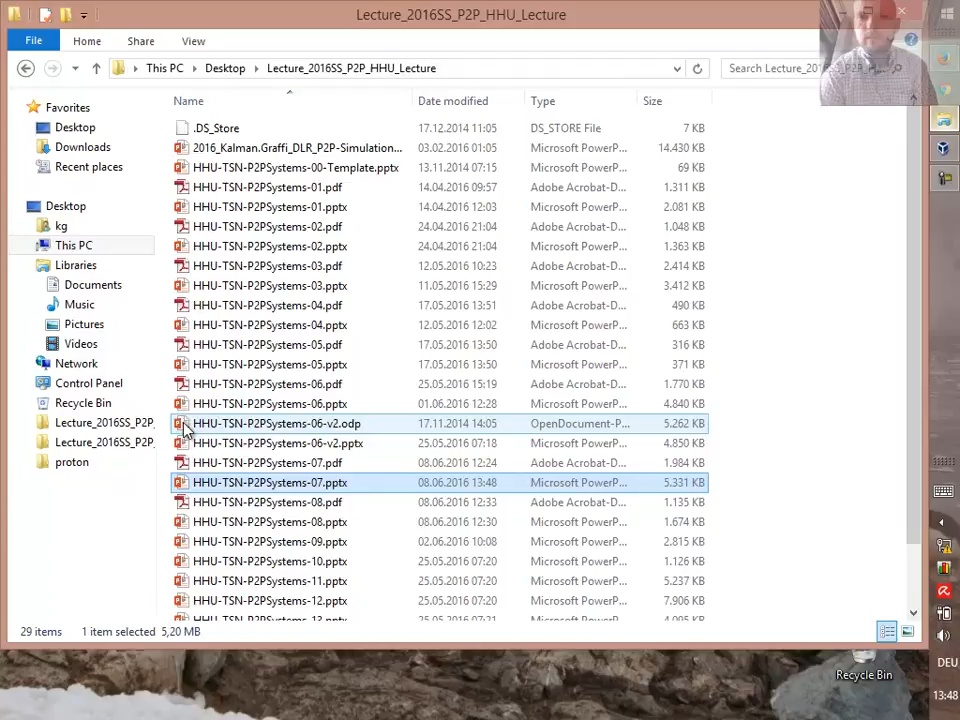 Lecture_2016SS_P2P_HHU_Lecture
File Home Share View
This PC Desktop Lecture_2016SS_P2P_HHU_Lecture
Search Lecture_2016SS_P2P_H...
Name Date modified Type Size
Favorites
Desktop
Downloads
Recent places
Desktop
kg
This PC
Libraries
Documents
Music
Pictures
Videos
Network
Control Panel
Recycle Bin
Lecture_2016SS_P2P_
Lecture_2016SS_P2P_
proton
.DS_Store 17.12.2014 11:05 DS_STORE File 7 KB
2016_Kalman.Graffi_DLR_P2P-Simulation... 03.02.2016 01:05 Microsoft PowerP... 14.430 KB
HHU-TSN-P2PSystems-00-Template.pptx 13.11.2014 07:15 Microsoft PowerP... 69 KB
HHU-TSN-P2PSystems-01.pdf 14.04.2016 09:57 Adobe Acrobat-D... 1.311 KB
HHU-TSN-P2PSystems-01.pptx 14.04.2016 12:03 Microsoft PowerP... 2.081 KB
HHU-TSN-P2PSystems-02.pdf 24.04.2016 21:04 Adobe Acrobat-D... 1.048 KB
HHU-TSN-P2PSystems-02.pptx 24.04.2016 21:04 Microsoft PowerP... 1.363 KB
HHU-TSN-P2PSystems-03.pdf 12.05.2016 10:23 Adobe Acrobat-D... 2.414 KB
HHU-TSN-P2PSystems-03.pptx 11.05.2016 15:29 Microsoft PowerP... 3.412 KB
HHU-TSN-P2PSystems-04.pdf 17.05.2016 13:51 Adobe Acrobat-D... 490 KB
HHU-TSN-P2PSystems-04.pptx 12.05.2016 12:02 Microsoft PowerP... 663 KB
HHU-TSN-P2PSystems-05.pdf 17.05.2016 13:50 Adobe Acrobat-D... 316 KB
HHU-TSN-P2PSystems-05.pptx 17.05.2016 13:50 Microsoft PowerP... 371 KB
HHU-TSN-P2PSystems-06.pdf 25.05.2016 15:19 Adobe Acrobat-D... 1.770 KB
HHU-TSN-P2PSystems-06.pptx 01.06.2016 12:28 Microsoft PowerP... 4.840 KB
HHU-TSN-P2PSystems-06-v2.odp 17.11.2014 14:05 OpenDocument-P... 5.262 KB
HHU-TSN-P2PSystems-06-v2.pptx 25.05.2016 07:18 Microsoft PowerP... 4.850 KB
HHU-TSN-P2PSystems-07.pdf 08.06.2016 12:24 Adobe Acrobat-D... 1.984 KB
HHU-TSN-P2PSystems-07.pptx 08.06.2016 13:48 Microsoft PowerP... 5.331 KB
HHU-TSN-P2PSystems-08.pdf 08.06.2016 12:33 Adobe Acrobat-D... 1.135 KB
HHU-TSN-P2PSystems-08.pptx 08.06.2016 12:30 Microsoft PowerP... 1.674 KB
HHU-TSN-P2PSystems-09.pptx 02.06.2016 10:08 Microsoft PowerP... 2.815 KB
HHU-TSN-P2PSystems-10.pptx 25.05.2016 07:20 Microsoft PowerP... 1.126 KB
HHU-TSN-P2PSystems-11.pptx 25.05.2016 07:20 Microsoft PowerP... 5.237 KB
HHU-TSN-P2PSystems-12.pptx 25.05.2016 07:20 Microsoft PowerP... 7.906 KB
HHU-TSN-P2PSystems-13.pptx 25.05.2016 07:21 Microsoft PowerP... 4.095 KB
29 items 1 item selected 5,20 MB
Recycle Bin
DEU
13:48